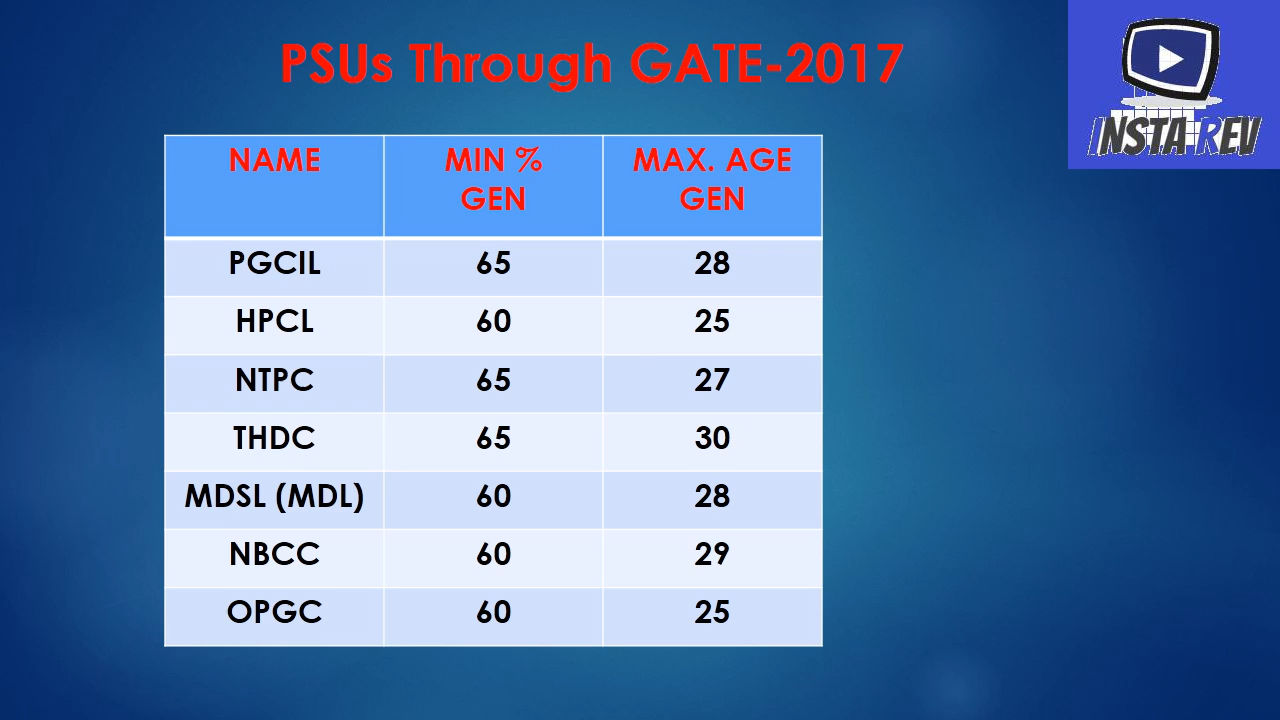 PSUs Through GATE-2017
INSTA REV
NAME MIN % MAX. AGE
GEN GEN
PGCIL 65 28
HPCL 60 25
NTPC 65 27
THDC 65 30
MDSL (MDL) 60 28
NBCC 60 29
OPGC 60 25